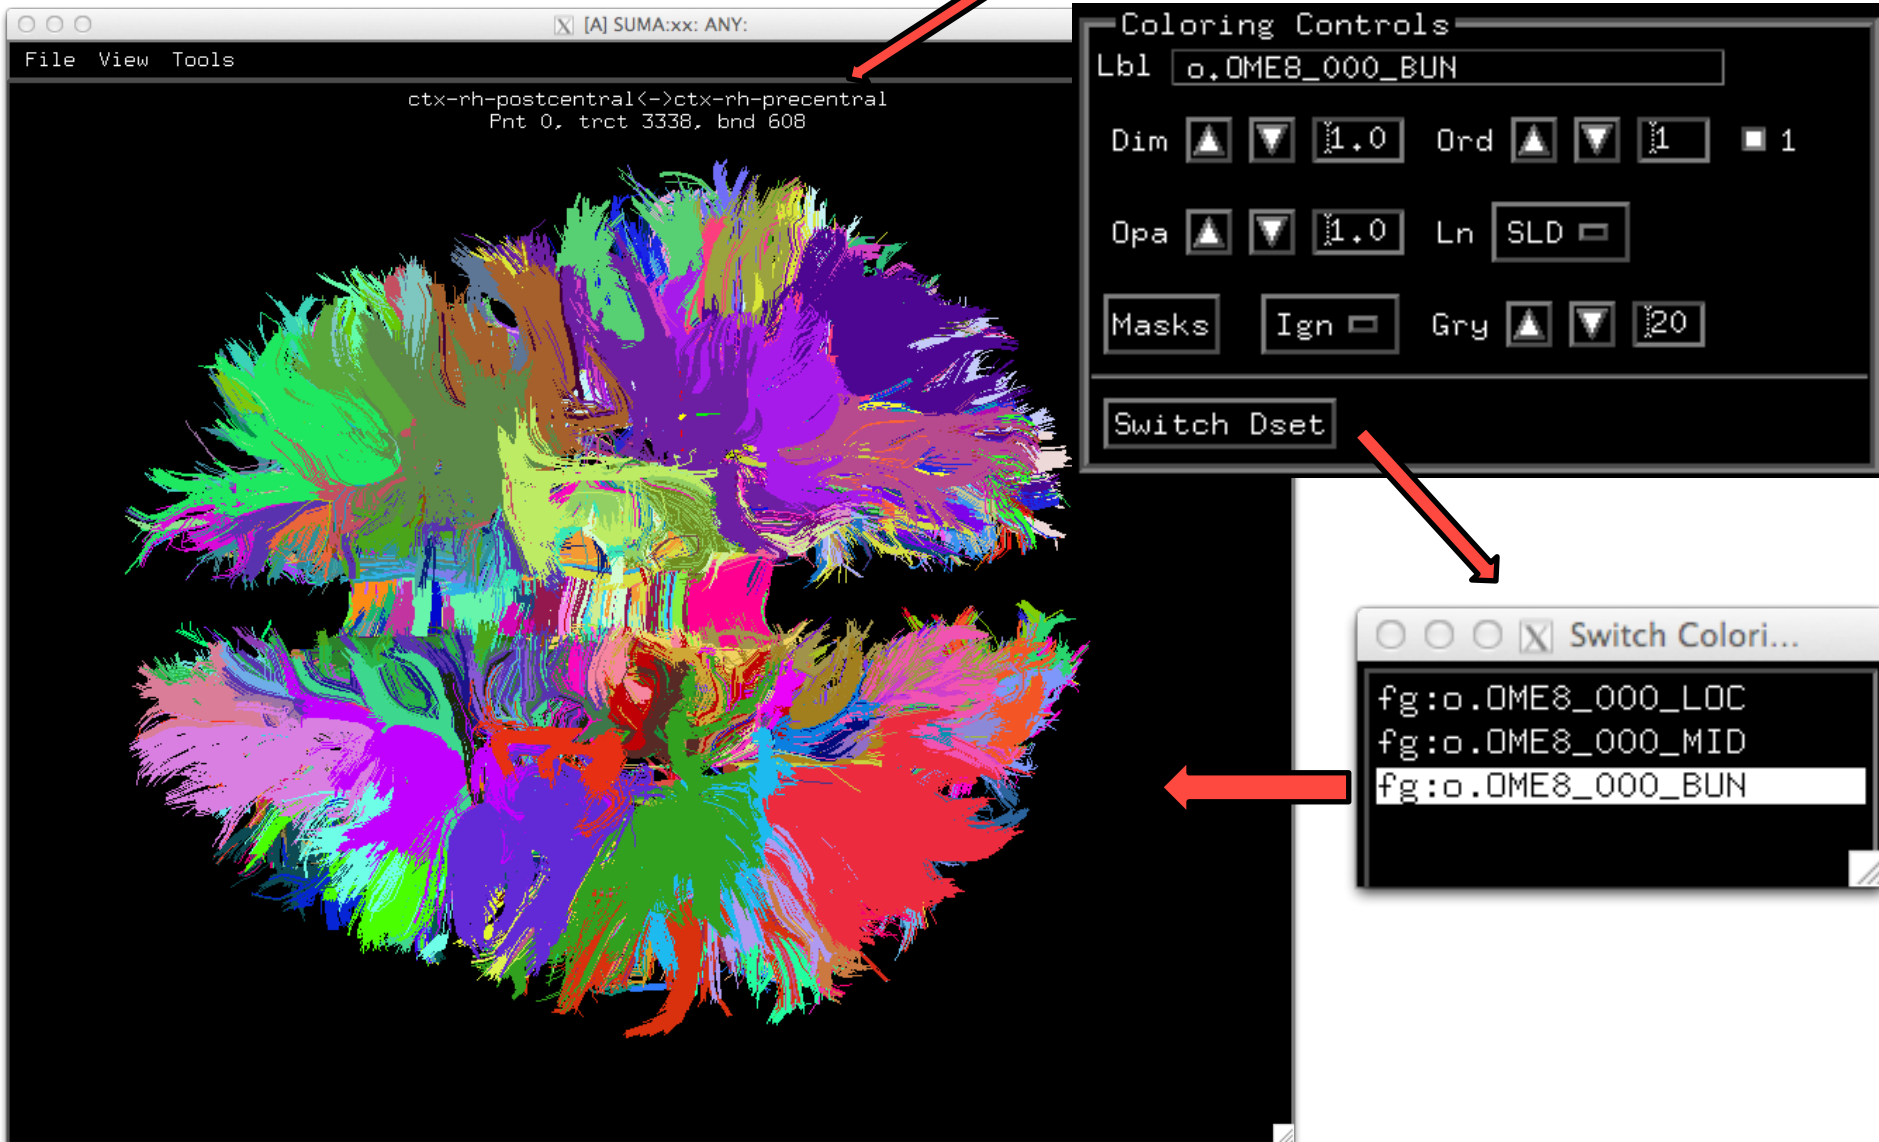 [A] SUMA:xx: ANY:
File View Tools
ctx-rh-postcentral<->ctx-rh-precentral
Pnt 0, trct 3338, bnd 608
Coloring Controls
Lbl o.OME8_000_BUN
Dim 1.0 Ord 1 1
Opa 1.0 Ln SLD
Masks Ign Gry 20
Switch Dset
Switch Colori...
fg:o.OME8_000_LOC
fg:o.OME8_000_MID
fg:o.OME8_000_BUN